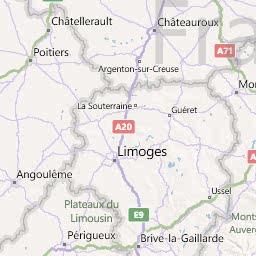 Châtellerault
Châteauroux
Fra
Poitiers
A71
Argenton-sur-Creuse
La Souterraine
Guéret
A20
Limoges
Angoulême
Ussel
Plateaux du
Limousin
E9
Périgueux
Brive-la-Gaillarde